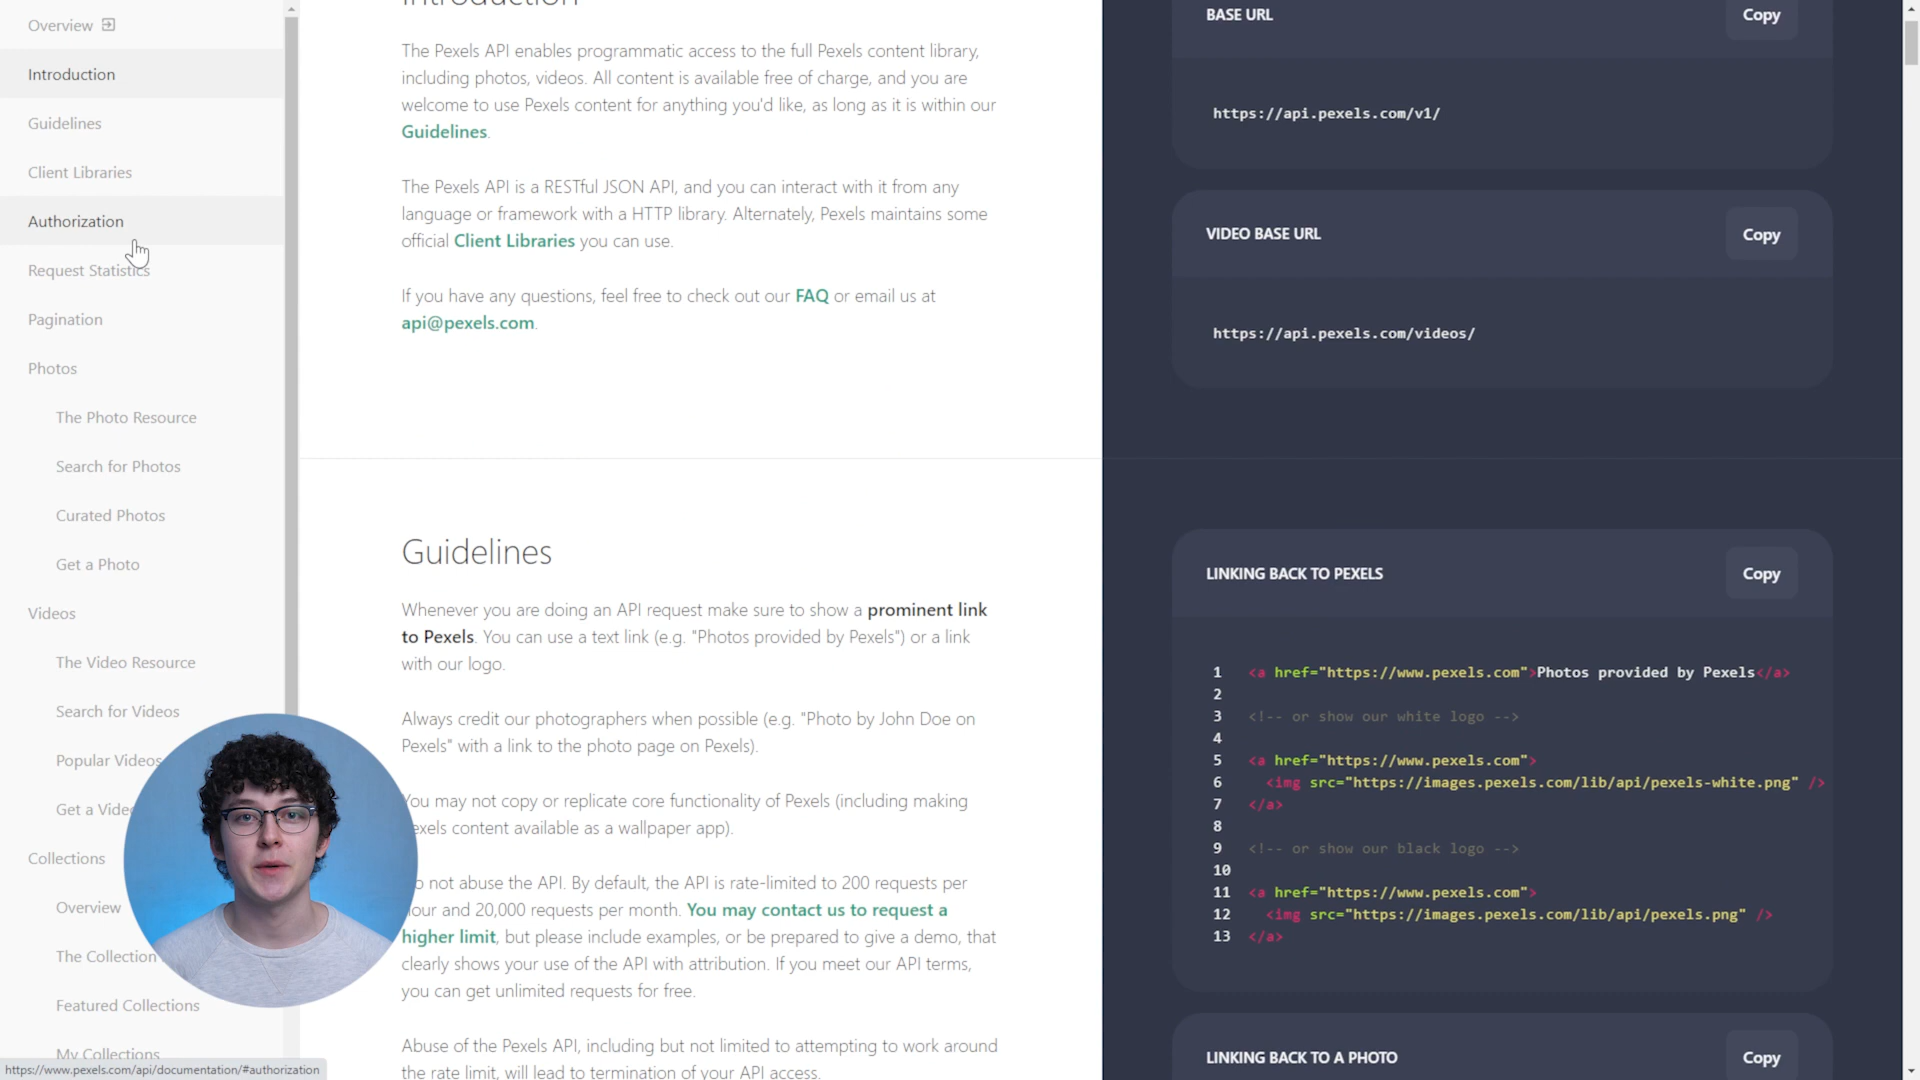 Overview
Introduction
Guidelines
Client Libraries
Authorization
Request Statistics
Pagination
Photos
The Photo Resource
Search for Photos
Curated Photos
Get a Photo
Videos
The Video Resource
Search for Videos
Popular Videos
Get a Vide
Collections
Overview
The Collection
Featured Collections
My Collections
https://www.pexels.com/api/documentation/#authorization
Introduction
The Pexels API enables programmatic access to the full Pexels content library,
including photos, videos. All content is available free of charge, and you are
welcome to use Pexels content for anything you'd like, as long as it is within our
Guidelines.
The Pexels API is a RESTful JSON API, and you can interact with it from any
language or framework with a HTTP library. Alternately, Pexels maintains some
official Client Libraries you can use.
If you have any questions, feel free to check out our FAQ or email us at
api@pexels.com.
Guidelines
Whenever you are doing an API request make sure to show a prominent link
to Pexels. You can use a text link (e.g. "Photos provided by Pexels") or a link
with our logo.
Always credit our photographers when possible (e.g. "Photo by John Doe on
Pexels" with a link to the photo page on Pexels).
You may not copy or replicate core functionality of Pexels (including making
exels content available as a wallpaper app).
o not abuse the API. By default, the API is rate-limited to 200 requests per
our and 20,000 requests per month. You may contact us to request a
higher limit, but please include examples, or be prepared to give a demo, that
clearly shows your use of the API with attribution. If you meet our API terms,
you can get unlimited requests for free.
Abuse of the Pexels API, including but not limited to attempting to work around
the rate limit, will lead to termination of your API access.
BASE URL
Copy
https://api.pexels.com/v1/
VIDEO BASE URL
Copy
https://api.pexels.com/videos/
LINKING BACK TO PEXELS
Copy
1 <a href="https://www.pexels.com">Photos provided by Pexels</a>
2
3 <!-- or show our white logo -->
4
5 <a href="https://www.pexels.com">
6 <img src="https://images.pexels.com/lib/api/pexels-white.png" />
7 </a>
8
9 <!-- or show our black logo -->
10
11 <a href="https://www.pexels.com">
12 <img src="https://images.pexels.com/lib/api/pexels.png" />
13 </a>
LINKING BACK TO A PHOTO
Copy